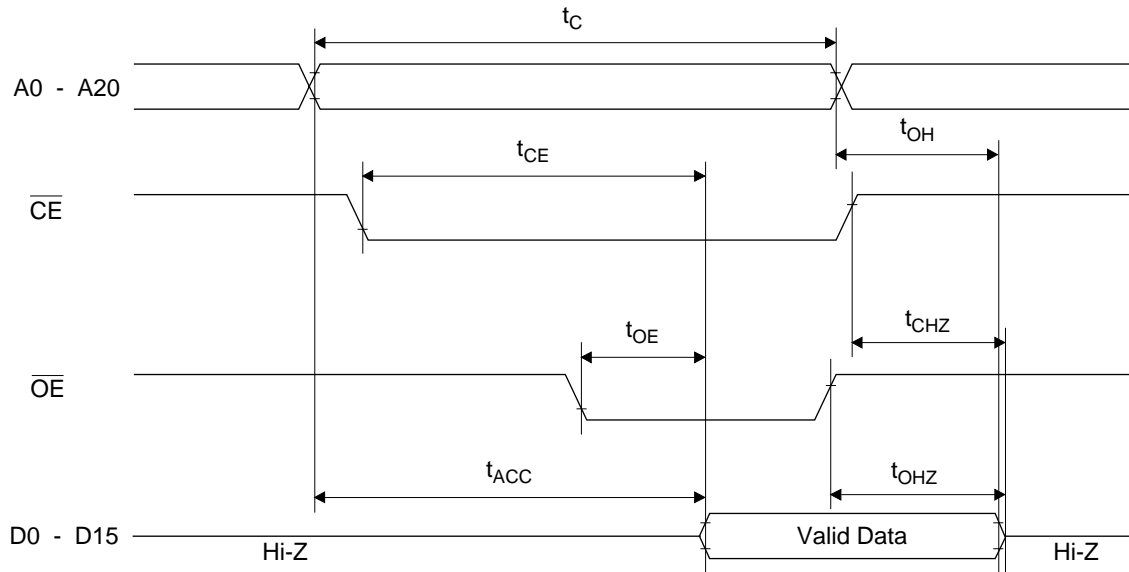 tC
A0 - A20
tOH
tCE
CE
tCHZ
tOE
OE
tACC
tOHZ
D0 - D15
Valid Data
Hi-Z
Hi-Z